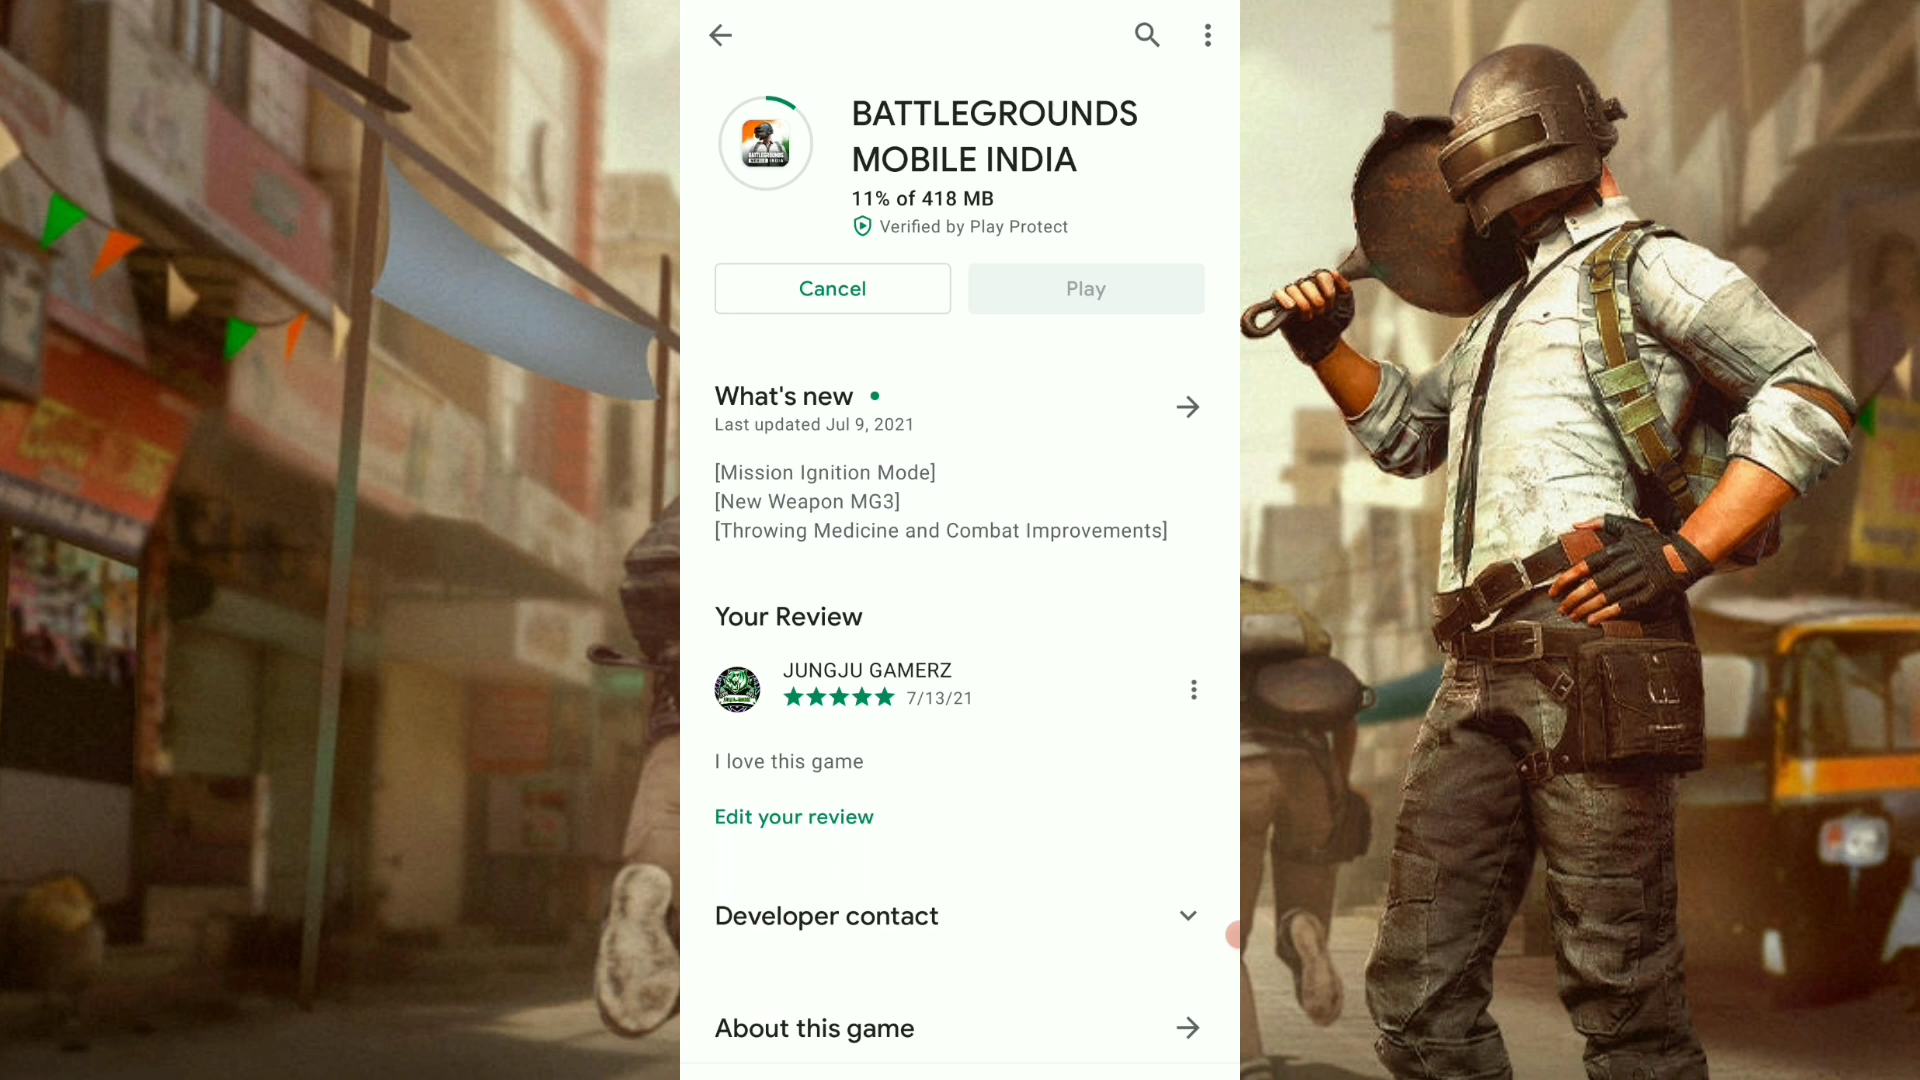 BATTLEGROUNDS
MOBILE INDIA
11% of 418 MB
Verified by Play Protect
Cancel
Play
What's new
Last updated Jul 9, 2021
[Mission Ignition Mode]
[New Weapon MG3]
[Throwing Medicine and Combat Improvements]
Your Review
JUNGJU GAMERZ
7/13/21
I love this game
Edit your review
Developer contact
About this game